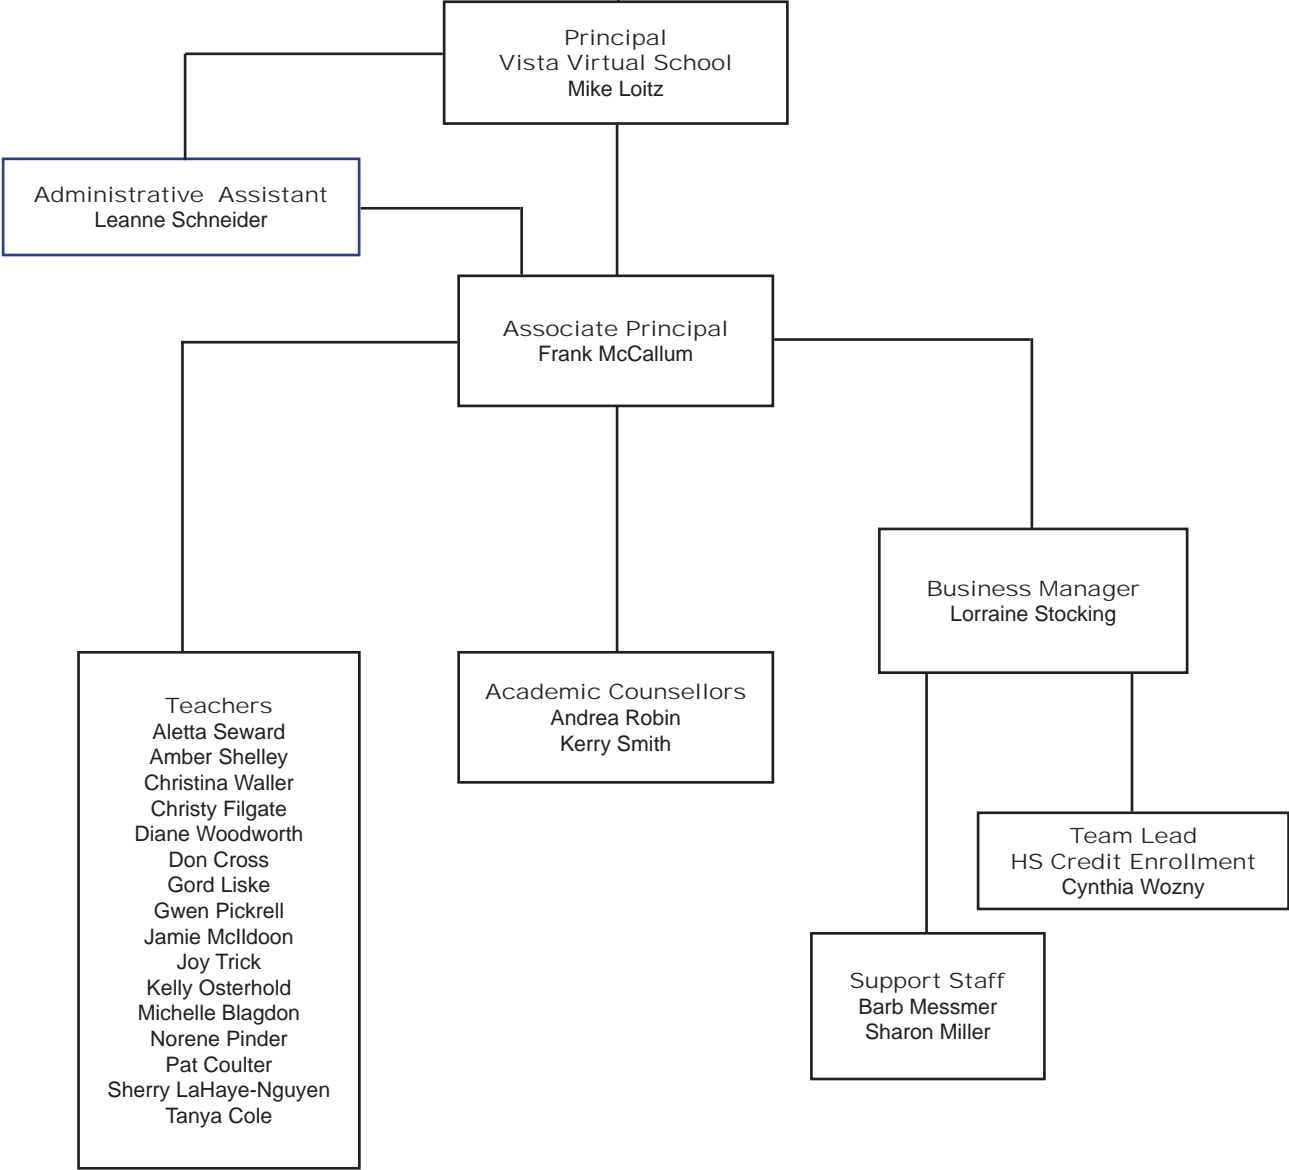 Principal
Vista Virtual School
Mike Loitz
Administrative Assistant
Leanne Schneider
Associate Principal
Frank McCallum
Business Manager
Lorraine Stocking
Teachers
Aletta Seward
Amber Shelley
Christina Waller
Christy Filgate
Diane Woodworth
Don Cross
Gord Liske
Gwen Pickrell
Jamie McIldoon
Joy Trick
Kelly Osterhold
Michelle Blagdon
Norene Pinder
Pat Coulter
Sherry LaHaye-Nguyen
Tanya Cole
Academic Counsellors
Andrea Robin
Kerry Smith
Team Lead
HS Credit Enrollment
Cynthia Wozny
Support Staff
Barb Messmer
Sharon Miller